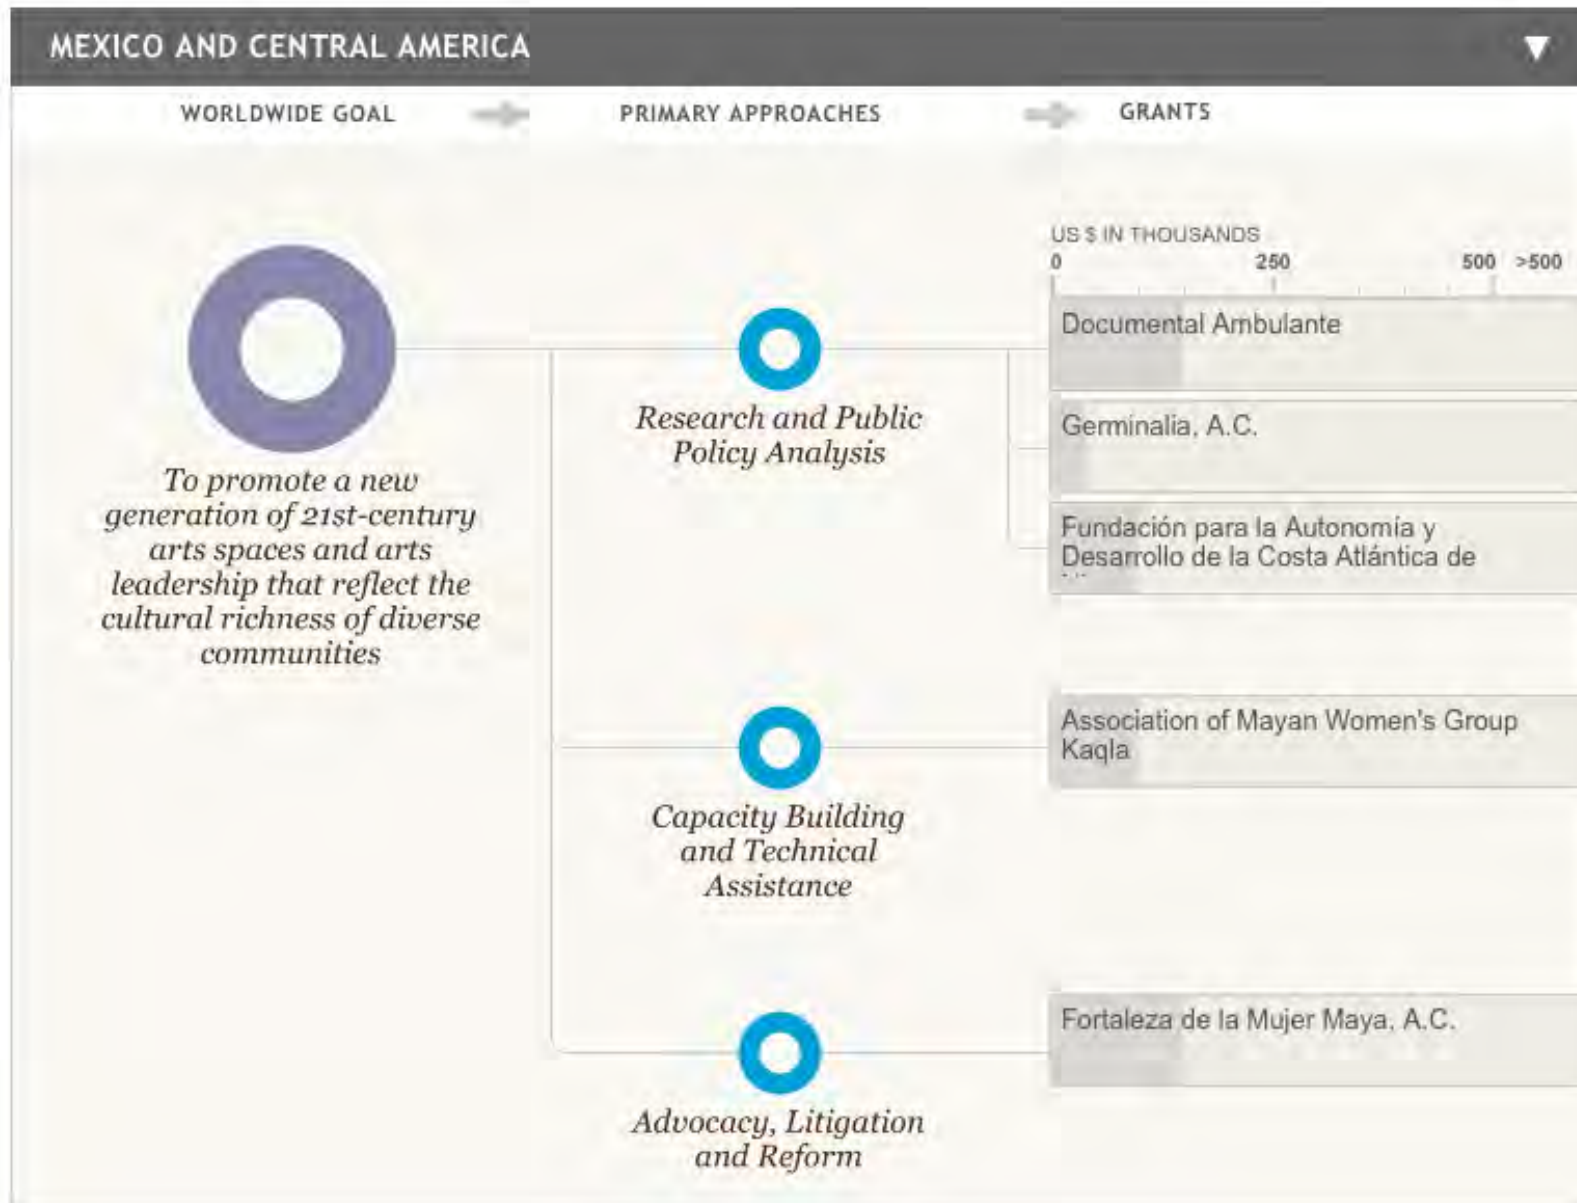 MEXICO AND CENTRAL AMERICA
WORLDWIDE GOAL
PRIMARY APPROACHES
GRANTS
US $ IN THOUSANDS
0 250 500 >500
To promote a new
generation of 21st-century
arts spaces and arts
leadership that reflect the
cultural richness of diverse
communities
Research and Public
Policy Analysis
Documental Ambulante
Germinalia, A.C.
Fundación para la Autonomía y
Desarrollo de la Costa Atlántica de
Capacity Building
and Technical
Assistance
Association of Mayan Women's Group
Kaqla
Advocacy, Litigation
and Reform
Fortaleza de la Mujer Maya, A.C.